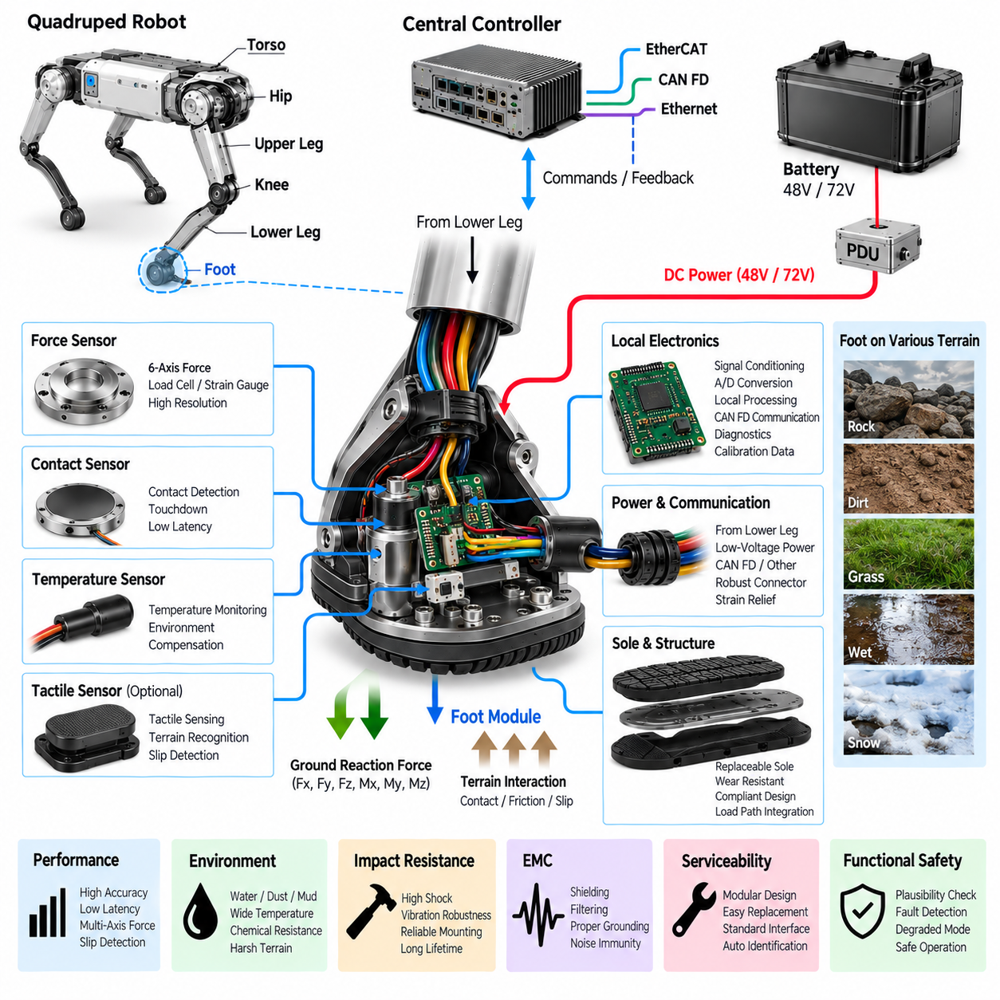 Quadruped Robot
Torso
Hip
Upper Leg
Knee
Lower Leg
Foot
Central Controller
EtherCAT
CAN FD
Ethernet
Commands / Feedback
Battery
48V / 72V
PDU
DC Power (48V / 72V)
From Lower Leg
Force Sensor
6-Axis Force
Load Cell / Strain Gauge
High Resolution
Contact Sensor
Contact Detection
Touchdown
Low Latency
Temperature Sensor
Temperature Monitoring
Environment
Compensation
Tactile Sensor (Optional)
Tactile Sensing
Terrain Recognition
Slip Detection
Ground Reaction Force
(Fx, Fy, Fz, Mx, My, Mz)
Foot Module
Terrain Interaction
Contact / Friction / Slip
Local Electronics
Signal Conditioning
A/D Conversion
Local Processing
CAN FD Communication
Diagnostics
Calibration Data
Power & Communication
From Lower Leg
Low-Voltage Power
CAN FD / Other
Robust Connector
Strain Relief
Sole & Structure
Replaceable Sole
Wear Resistant
Compliant Design
Load Path Integration
Foot on Various Terrain
Rock
Dirt
Grass
Wet
Snow
Performance
High Accuracy
Low Latency
Multi-Axis Force
Slip Detection
Environment
Water / Dust / Mud
Wide Temperature
Chemical Resistance
Harsh Terrain
Impact Resistance
High Shock
Vibration Robustness
Reliable Mounting
Long Lifetime
EMC
Shielding
Filtering
Proper Grounding
Noise Immunity
Serviceability
Modular Design
Easy Replacement
Standard Interface
Auto Identification
Functional Safety
Plausibility Check
Fault Detection
Degraded Mode
Safe Operation